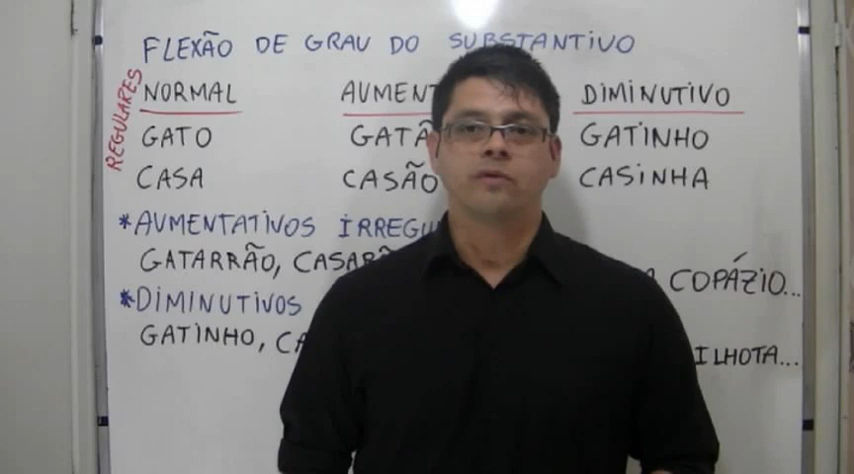 FLEXÃO DE GRAU DO SUBSTANTIVO
REGULARES
NORMAL AUMENT DIMINUTIVO
GATO GATÃ GATINHO
CASA CASÃO CASINHA
*AUMENTATIVOS IRREGU
GATARRÃO, CASARÃ A COPÁZIO...
*DIMINUTIVOS
GATINHO, CA ILHOTA...